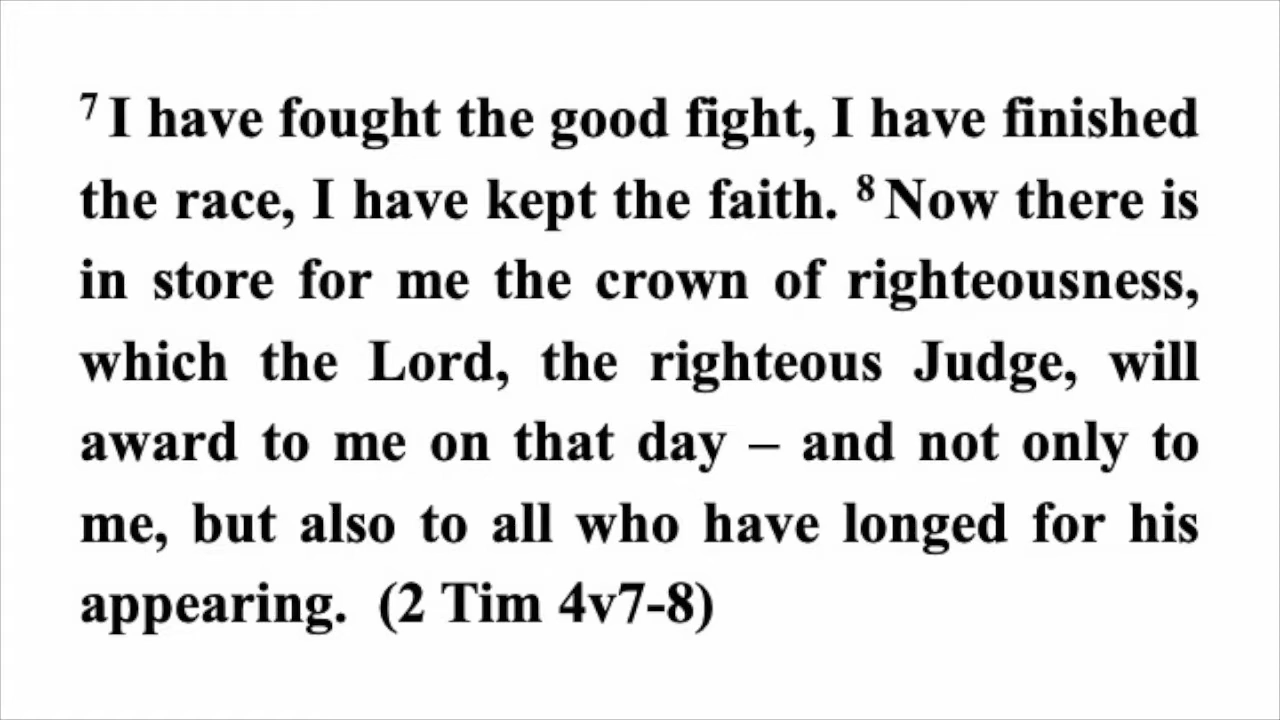 ⁷ I have fought the good fight, I have finished
the race, I have kept the faith. ⁸ Now there is
in store for me the crown of righteousness,
which the Lord, the righteous Judge, will
award to me on that day – and not only to
me, but also to all who have longed for his
appearing. (2 Tim 4v7-8)